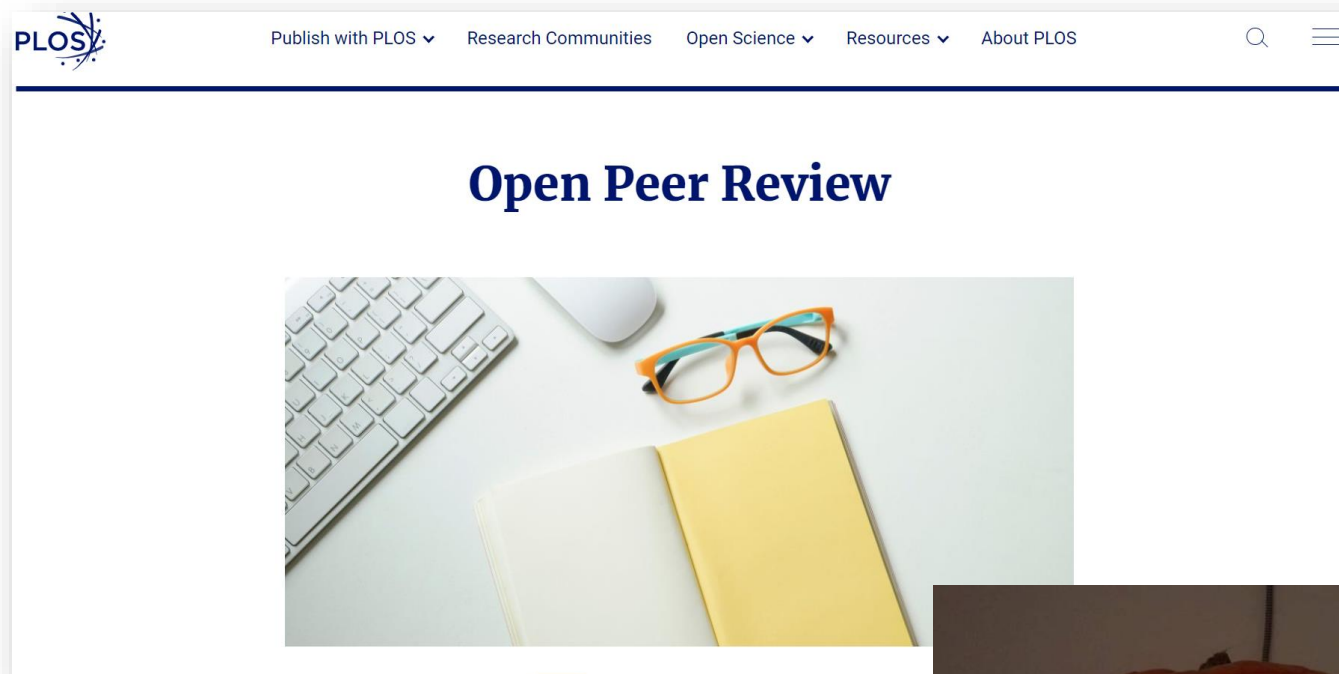 PLOS
Publish with PLOS Research Communities Open Science Resources About PLOS
Open Peer Review